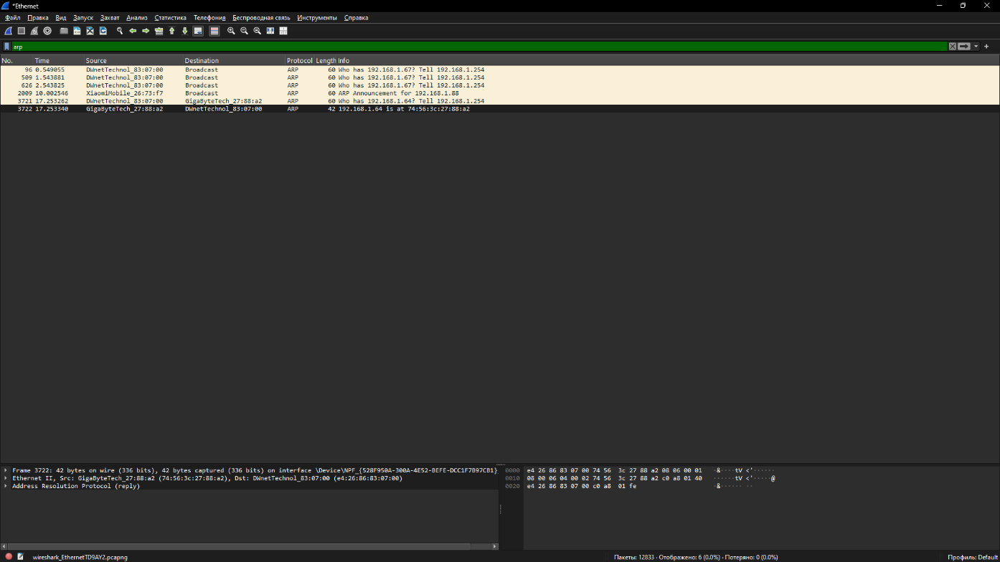 *Ethernet
Файл Правка Вид Запуск Захват Анализ Статистика Телефония Беспроводная связь Инструменты Справка
arp
No. Time Source Destination Protocol Length Info
96 0.549055 DWnetTechnol_83:07:00 Broadcast ARP 60 Who has 192.168.1.67? Tell 192.168.1.254
509 1.543881 DWnetTechnol_83:07:00 Broadcast ARP 60 Who has 192.168.1.67? Tell 192.168.1.254
626 2.543825 DWnetTechnol_83:07:00 Broadcast ARP 60 Who has 192.168.1.67? Tell 192.168.1.254
2009 10.002546 XiaomiMobile_26:73:f7 Broadcast ARP 60 ARP Announcement for 192.168.1.88
3721 17.253262 DWnetTechnol_83:07:00 GigaByteTech_27:88:a2 ARP 60 Who has 192.168.1.64? Tell 192.168.1.254
3722 17.253340 GigaByteTech_27:88:a2 DWnetTechnol_83:07:00 ARP 42 192.168.1.64 is at 74:56:3c:27:88:a2
Frame 3722: 42 bytes on wire (336 bits), 42 bytes captured (336 bits) on interface \Device\NPF_{528F950A-300A-4E52-BEFE-DCC1F7B97CB1}
Ethernet II, Src: GigaByteTech_27:88:a2 (74:56:3c:27:88:a2), Dst: DWnetTechnol_83:07:00 (e4:26:86:83:07:00)
Address Resolution Protocol (reply)
0000 e4 26 86 83 07 00 74 56 3c 27 88 a2 08 06 00 01 ·&····tV <'······
0010 08 00 06 04 00 02 74 56 3c 27 88 a2 c0 a8 01 40 ······tV <'·····@
0020 e4 26 86 83 07 00 c0 a8 01 fe ·&······ ··
wireshark_EthernetTD9AY2.pcapng
Пакеты: 12833 · Отображено: 6 (0.0%) · Потеряно: 0 (0.0%)
Профиль: Default